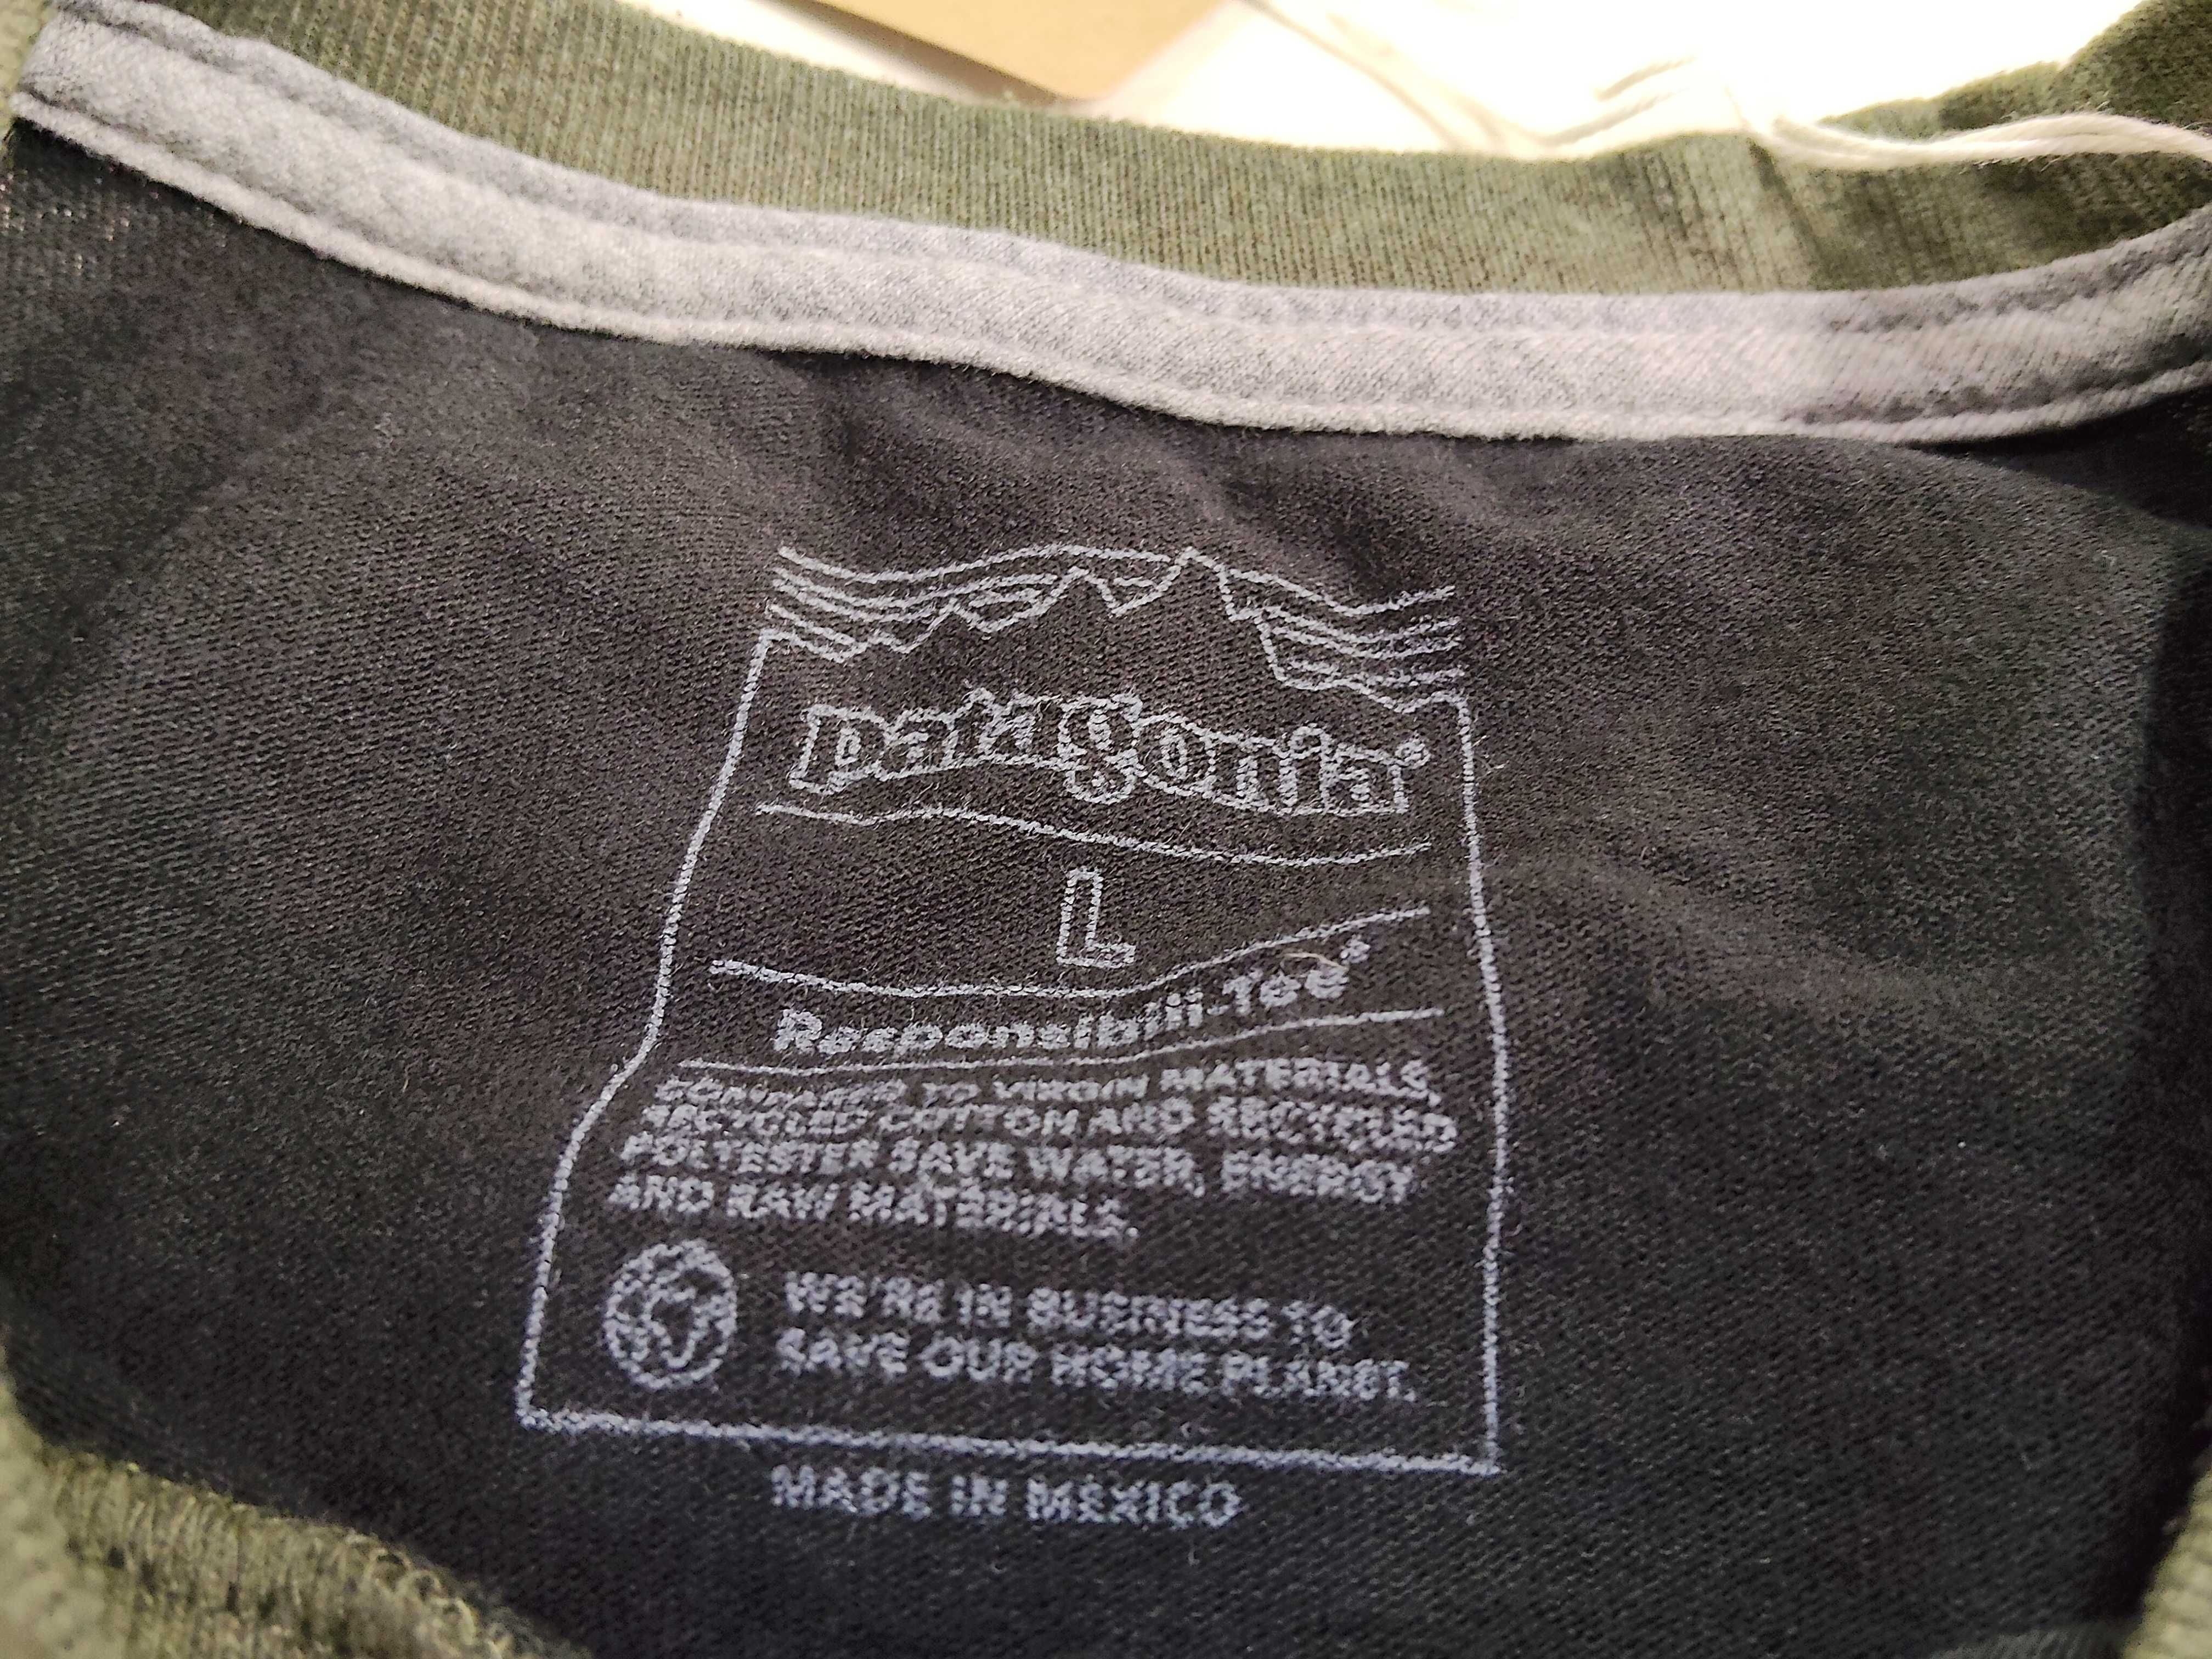 patagonia®
L
Responsibili-Tee®
COMPARED TO VIRGIN MATERIALS,
RECYCLED COTTON AND RECYCLED
POLYESTER SAVE WATER, ENERGY
AND RAW MATERIALS.
WE'RE IN BUSINESS TO
SAVE OUR HOME PLANET.
MADE IN MEXICO